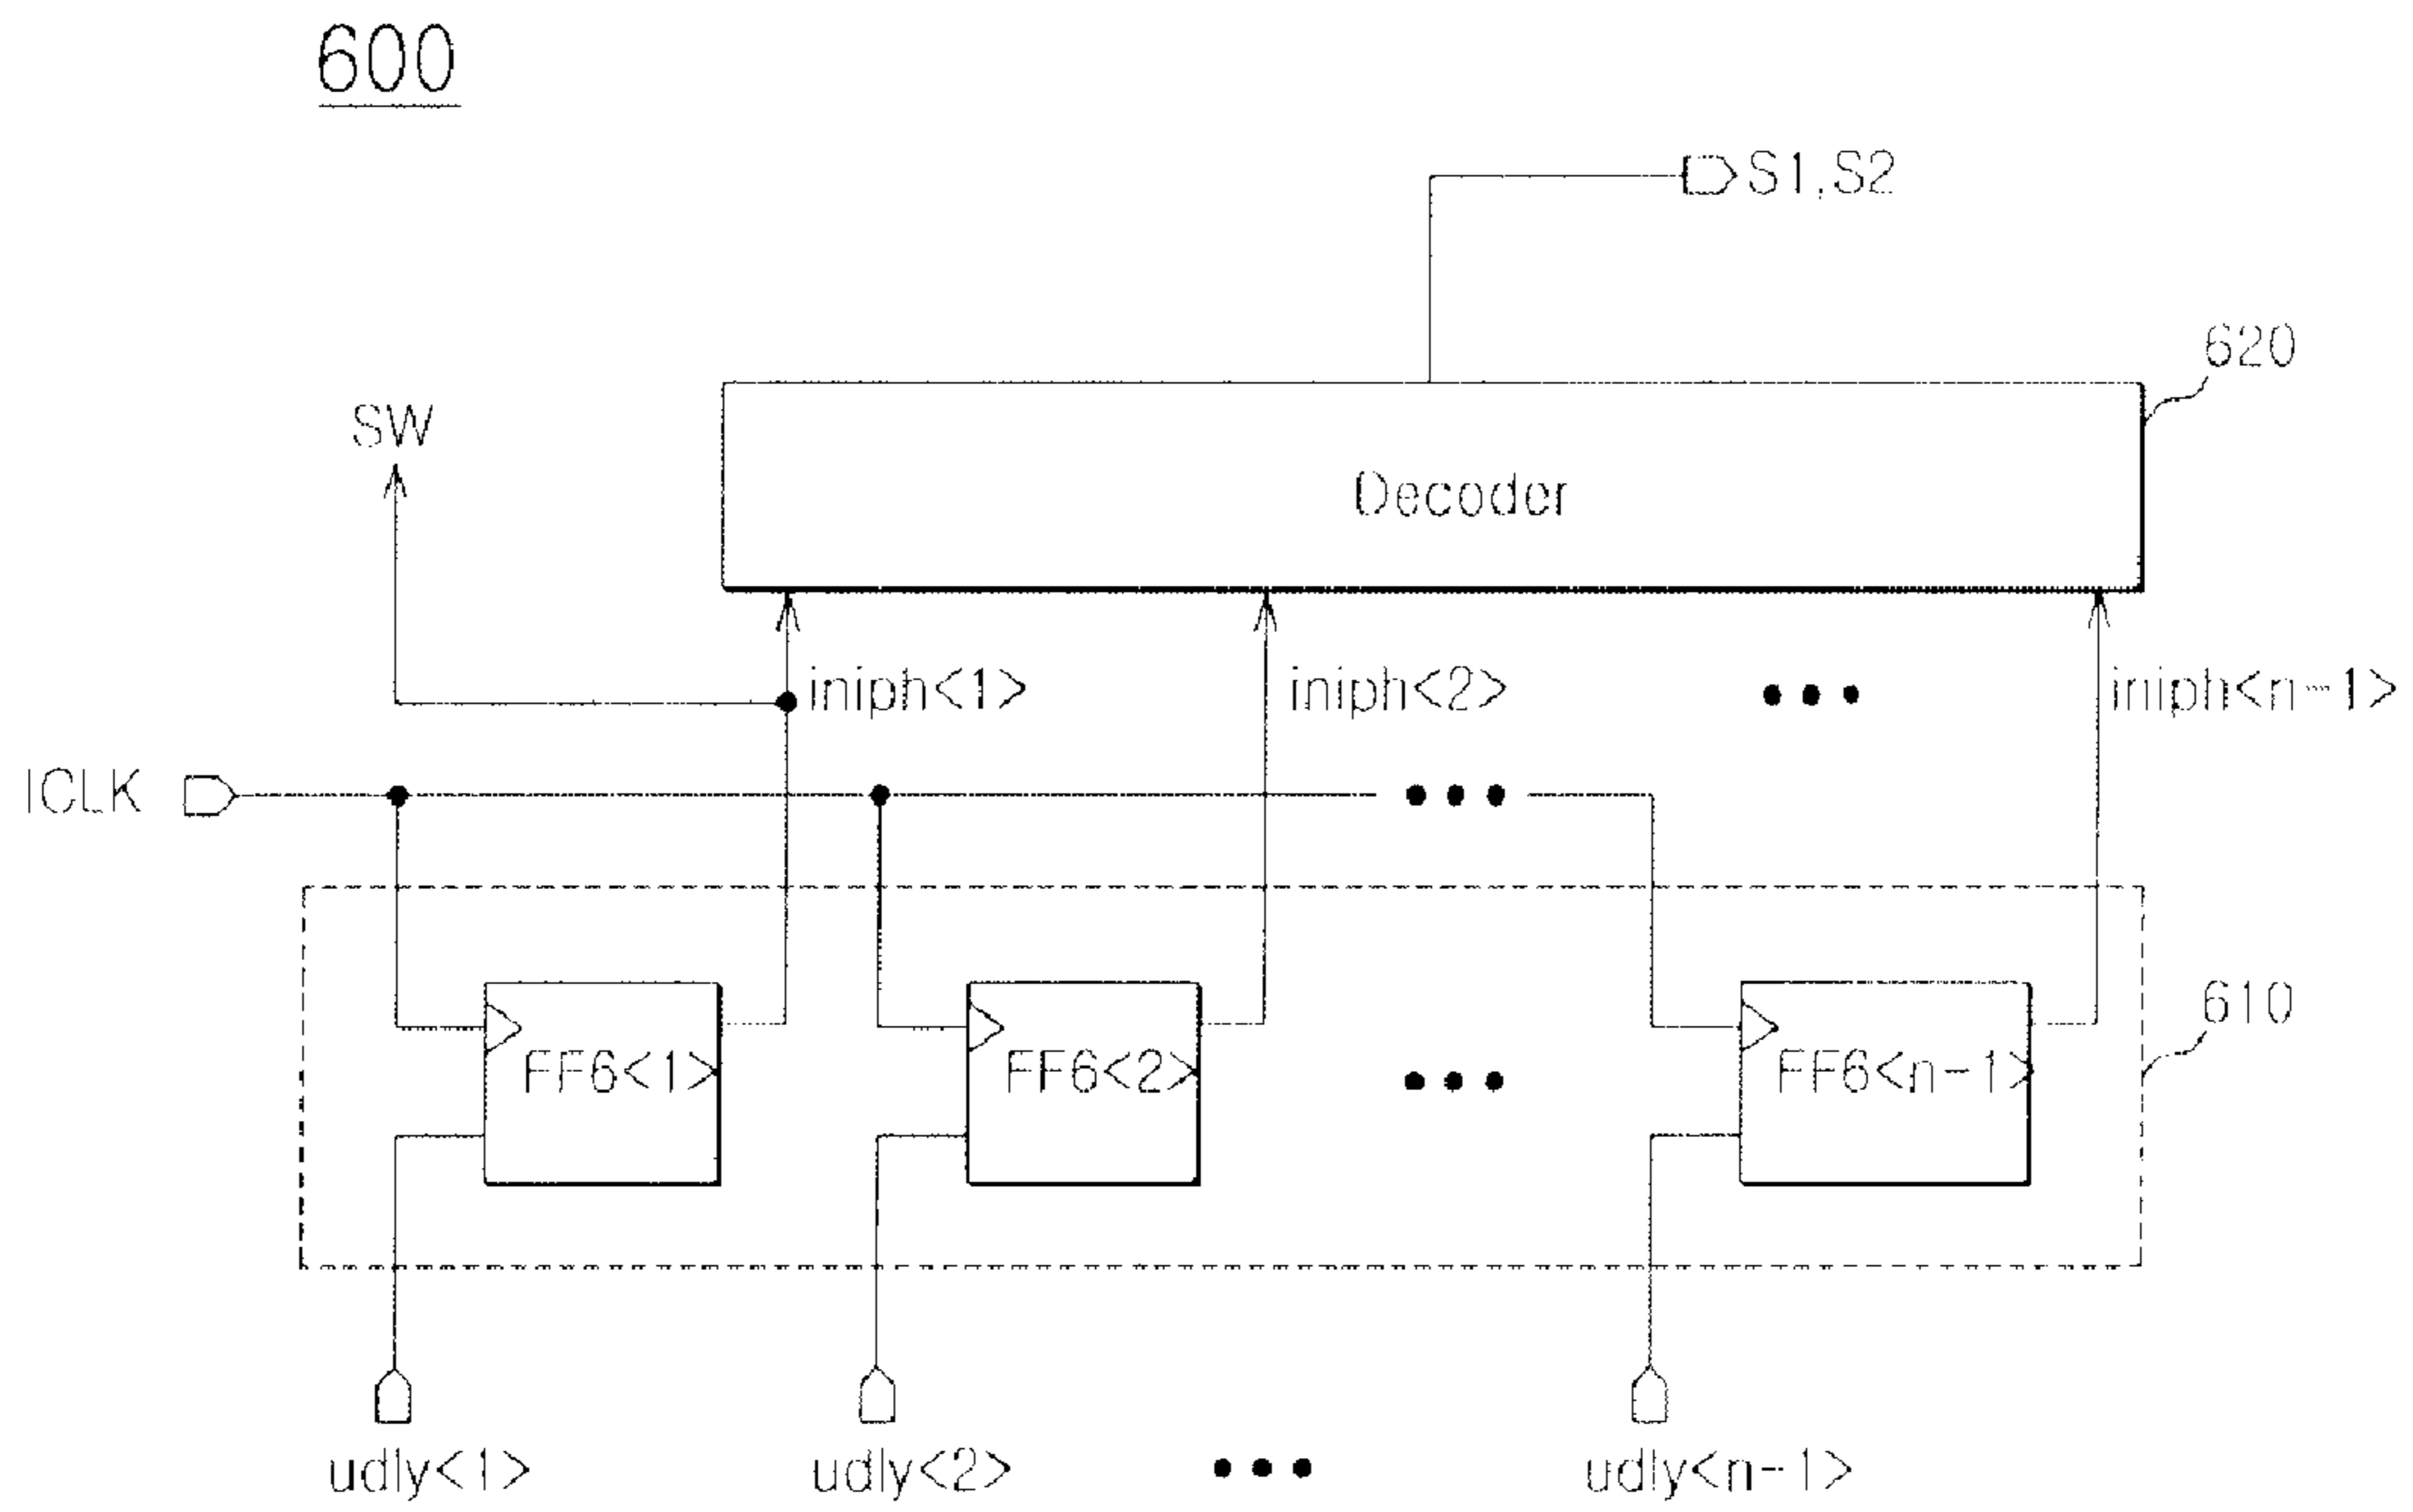 600
S1,S2
620
SW
Decoder
iniph<1>
iniph<2>
iniph<n-1>
ICLK
610
FF6<1>
FF6<2>
FF6<n-1>
udly<1>
udly<2>
udly<n-1>